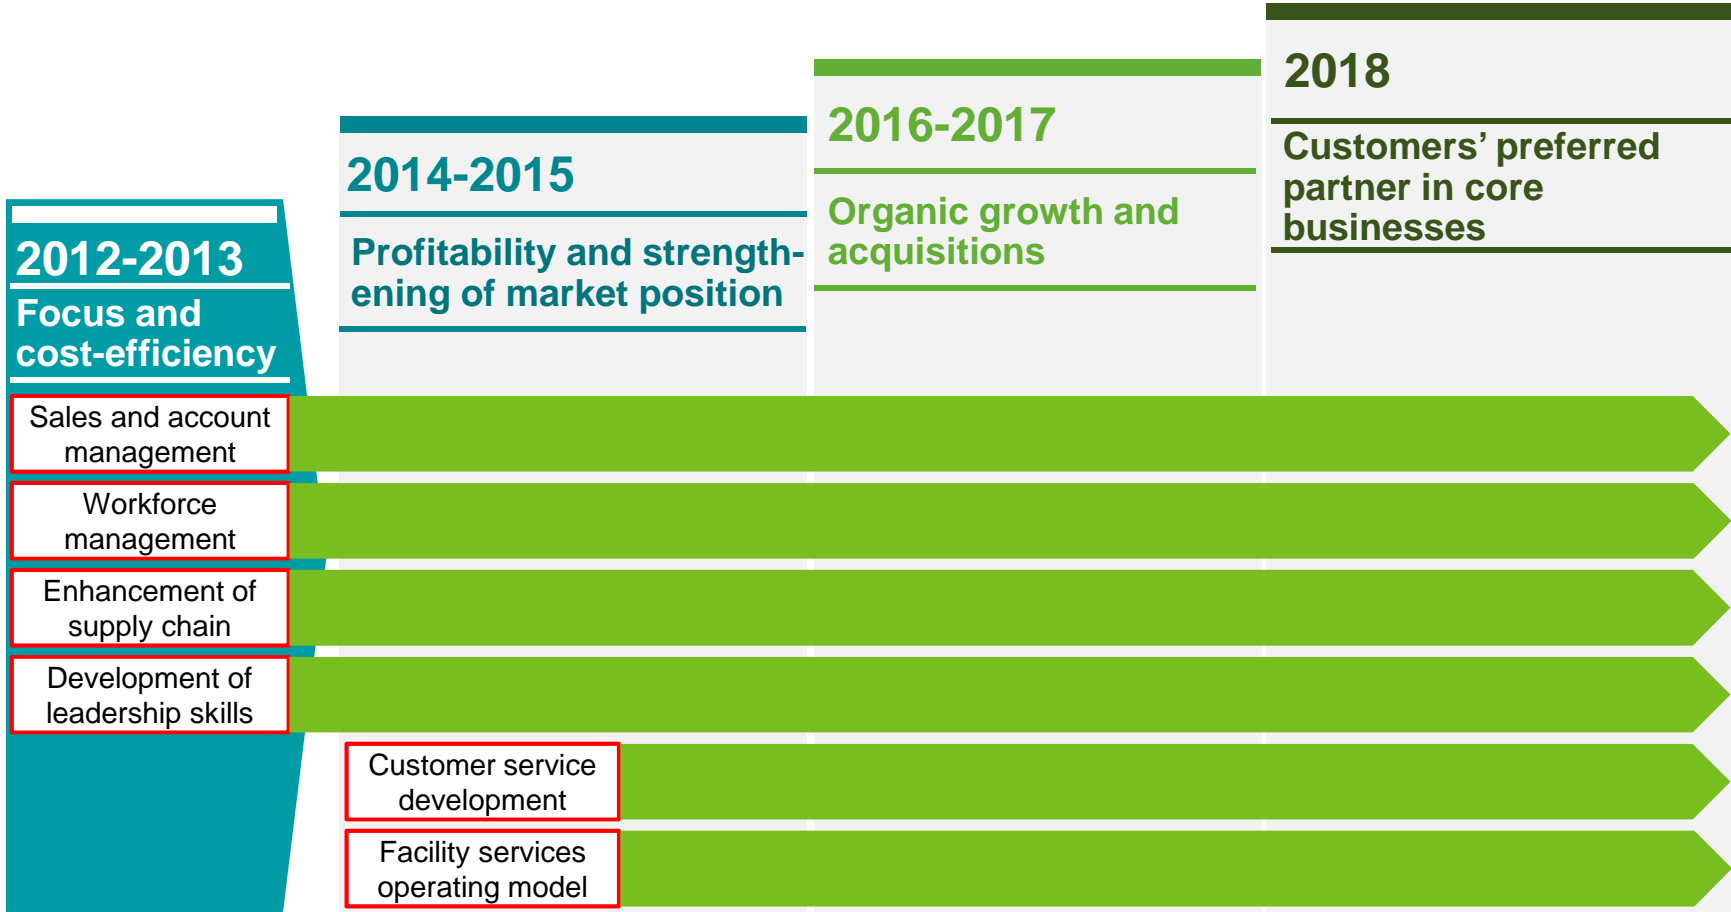 2012-2013
Focus and
cost-efficiency
2014-2015
Profitability and strength-
ening of market position
2016-2017
Organic growth and
acquisitions
2018
Customers’ preferred
partner in core
businesses
Sales and account
management
Workforce
management
Enhancement of
supply chain
Development of
leadership skills
Customer service
development
Facility services
operating model